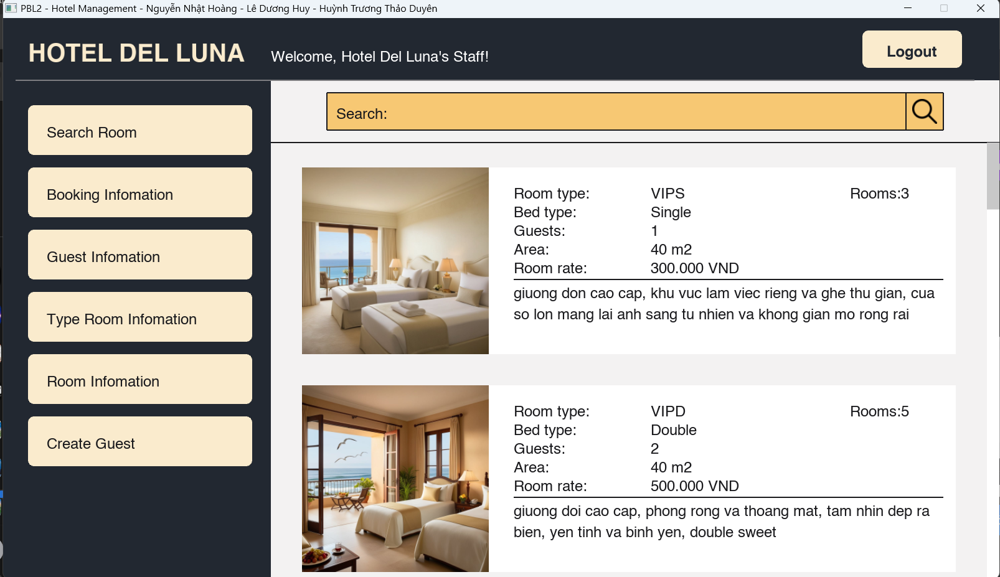 PBL2 - Hotel Management - Nguyễn Nhật Hoàng - Lê Dương Huy - Huỳnh Trương Thảo Duyên
HOTEL DEL LUNA
Welcome, Hotel Del Luna's Staff!
Logout
Search Room
Booking Infomation
Guest Infomation
Type Room Infomation
Room Infomation
Create Guest
Search:
Room type: VIPS Rooms:3
Bed type: Single
Guests: 1
Area: 40 m2
Room rate: 300.000 VND
giuong don cao cap, khu vuc lam viec rieng va ghe thu gian, cua
so lon mang lai anh sang tu nhien va khong gian mo rong rai
Room type: VIPD Rooms:5
Bed type: Double
Guests: 2
Area: 40 m2
Room rate: 500.000 VND
giuong doi cao cap, phong rong va thoang mat, tam nhin dep ra
bien, yen tinh va binh yen, double sweet